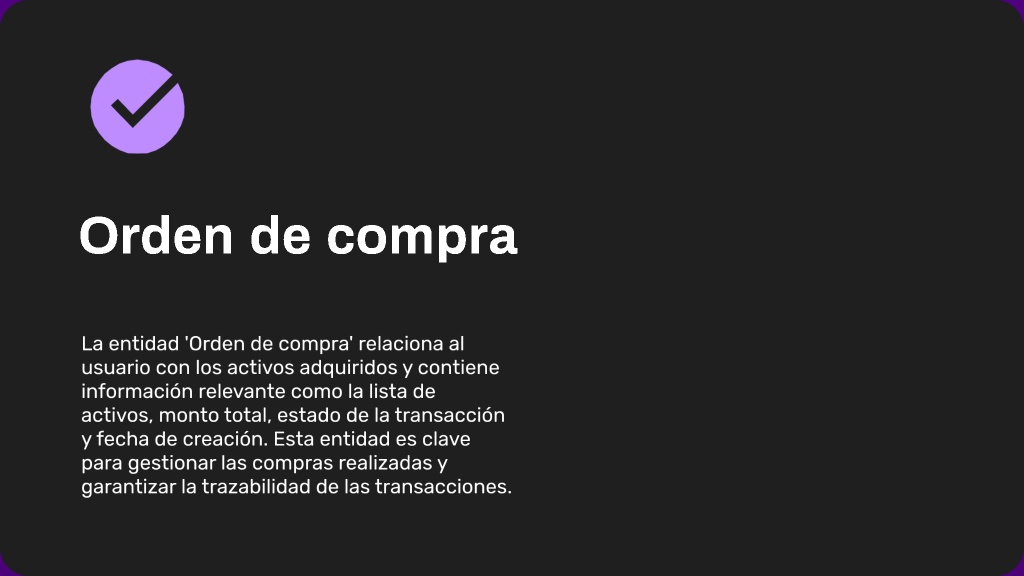 Orden de compra
La entidad 'Orden de compra' relaciona al
usuario con los activos adquiridos y contiene
información relevante como la lista de
activos, monto total, estado de la transacción
y fecha de creación. Esta entidad es clave
para gestionar las compras realizadas y
garantizar la trazabilidad de las transacciones.